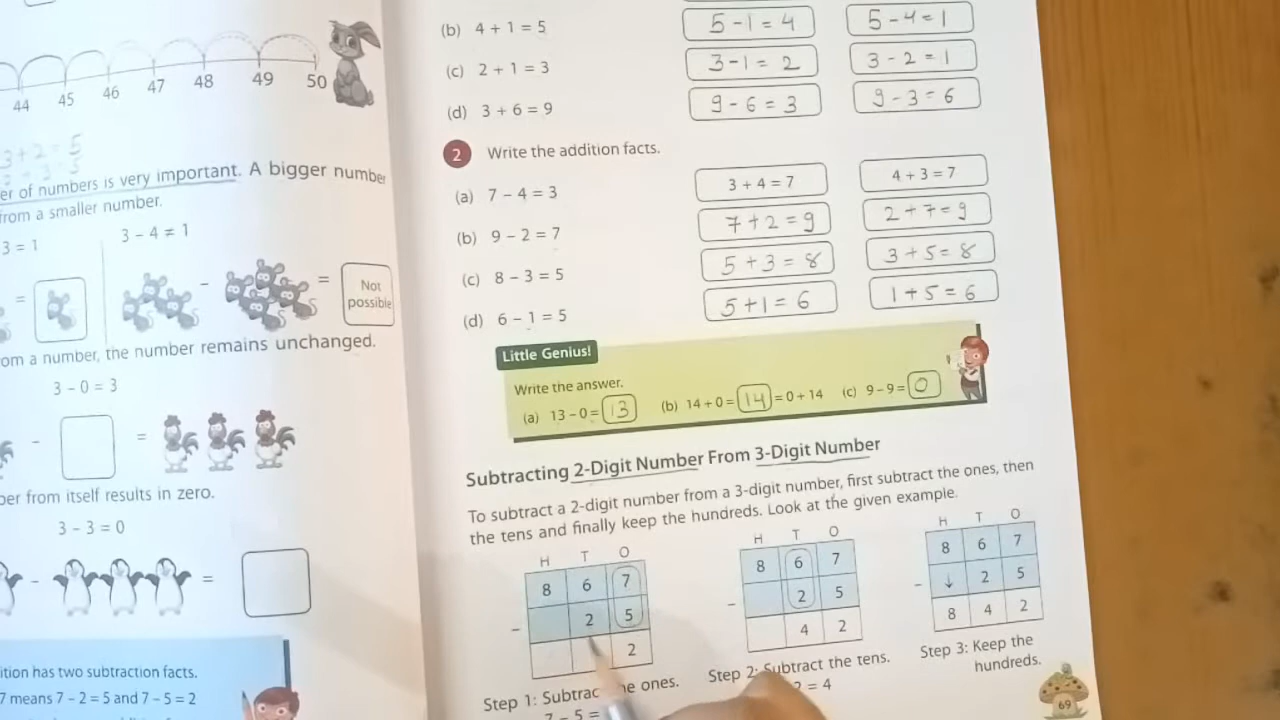 44 45 46 47 48 49 50
3 + 2 = 5
er of numbers is very important. A bigger number
from a smaller number.
3 = 1
3 – 4 ≠ 1
=
–
=
Not
possible
om a number, the number remains unchanged.
3 – 0 = 3
–
=
ber from itself results in zero.
3 – 3 = 0
–
=
ition has two subtraction facts.
7 means 7 – 2 = 5 and 7 – 5 = 2
(b) 4 + 1 = 5 5 – 1 = 4 5 – 4 = 1
(c) 2 + 1 = 3 3 – 1 = 2 3 – 2 = 1
(d) 3 + 6 = 9 9 – 6 = 3 9 – 3 = 6
2 Write the addition facts.
(a) 7 – 4 = 3 3 + 4 = 7 4 + 3 = 7
(b) 9 – 2 = 7 7 + 2 = 9 2 + 7 = 9
(c) 8 – 3 = 5 5 + 3 = 8 3 + 5 = 8
(d) 6 – 1 = 5 5 + 1 = 6 1 + 5 = 6
Little Genius!
Write the answer.
(a) 13 – 0 = 13 (b) 14 + 0 = 14 = 0 + 14 (c) 9 – 9 = 0
Subtracting 2-Digit Number From 3-Digit Number
To subtract a 2-digit number from a 3-digit number, first subtract the ones, then
the tens and finally keep the hundreds. Look at the given example.
H T O
8 6 7
– 2 5
2
Step 1: Subtrac he ones.
7 – 5 =
H T O
8 6 7
– 2 5
4 2
Step 2: Subtract the tens.
2 = 4
H T O
8 6 7
– ↓ 2 5
8 4 2
Step 3: Keep the
hundreds.
69